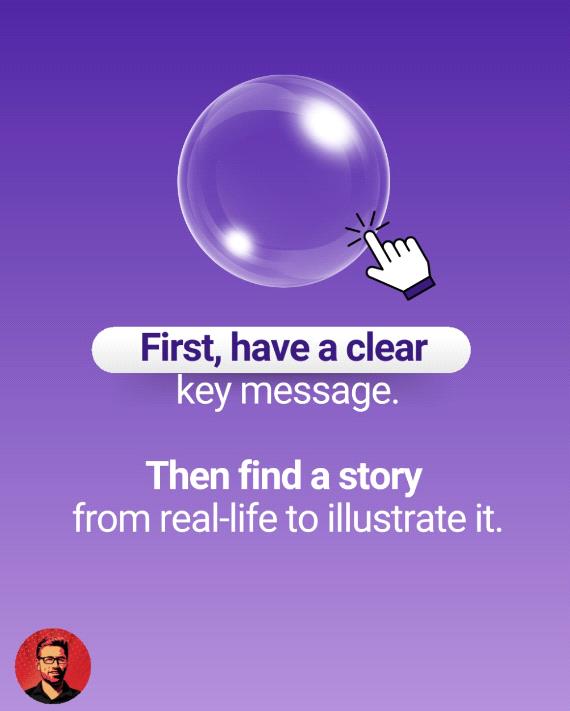 First, have a clear
key message.
Then find a story
from real-life to illustrate it.